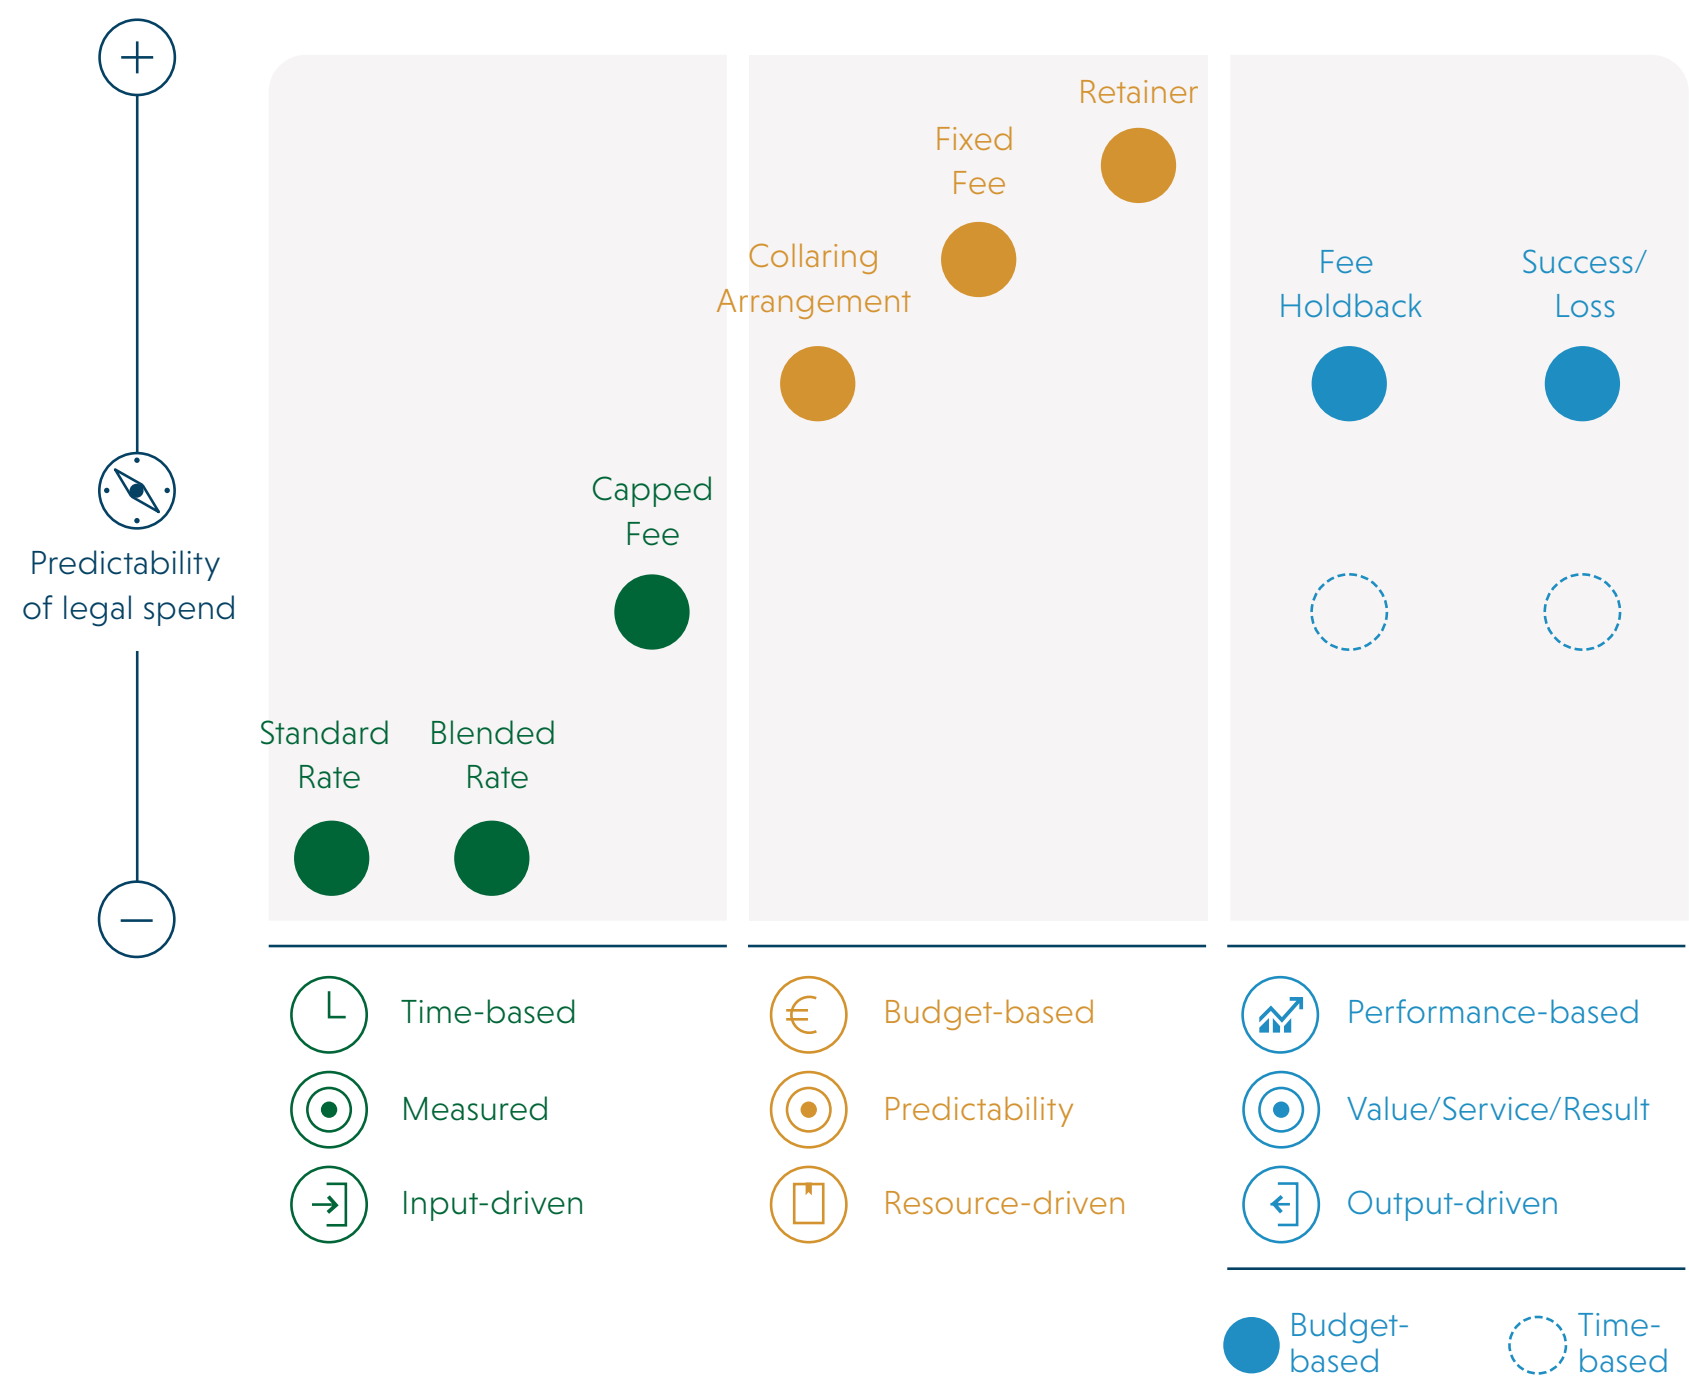 Retainer
Fixed
Fee
Collaring
Arrangement
Fee
Holdback
Success/
Loss
Capped
Fee
Predictability
of legal spend
Standard
Rate
Blended
Rate
Time-based
Measured
Input-driven
Budget-based
Predictability
Resource-driven
Performance-based
Value/Service/Result
Output-driven
Budget-
based
Time-
based